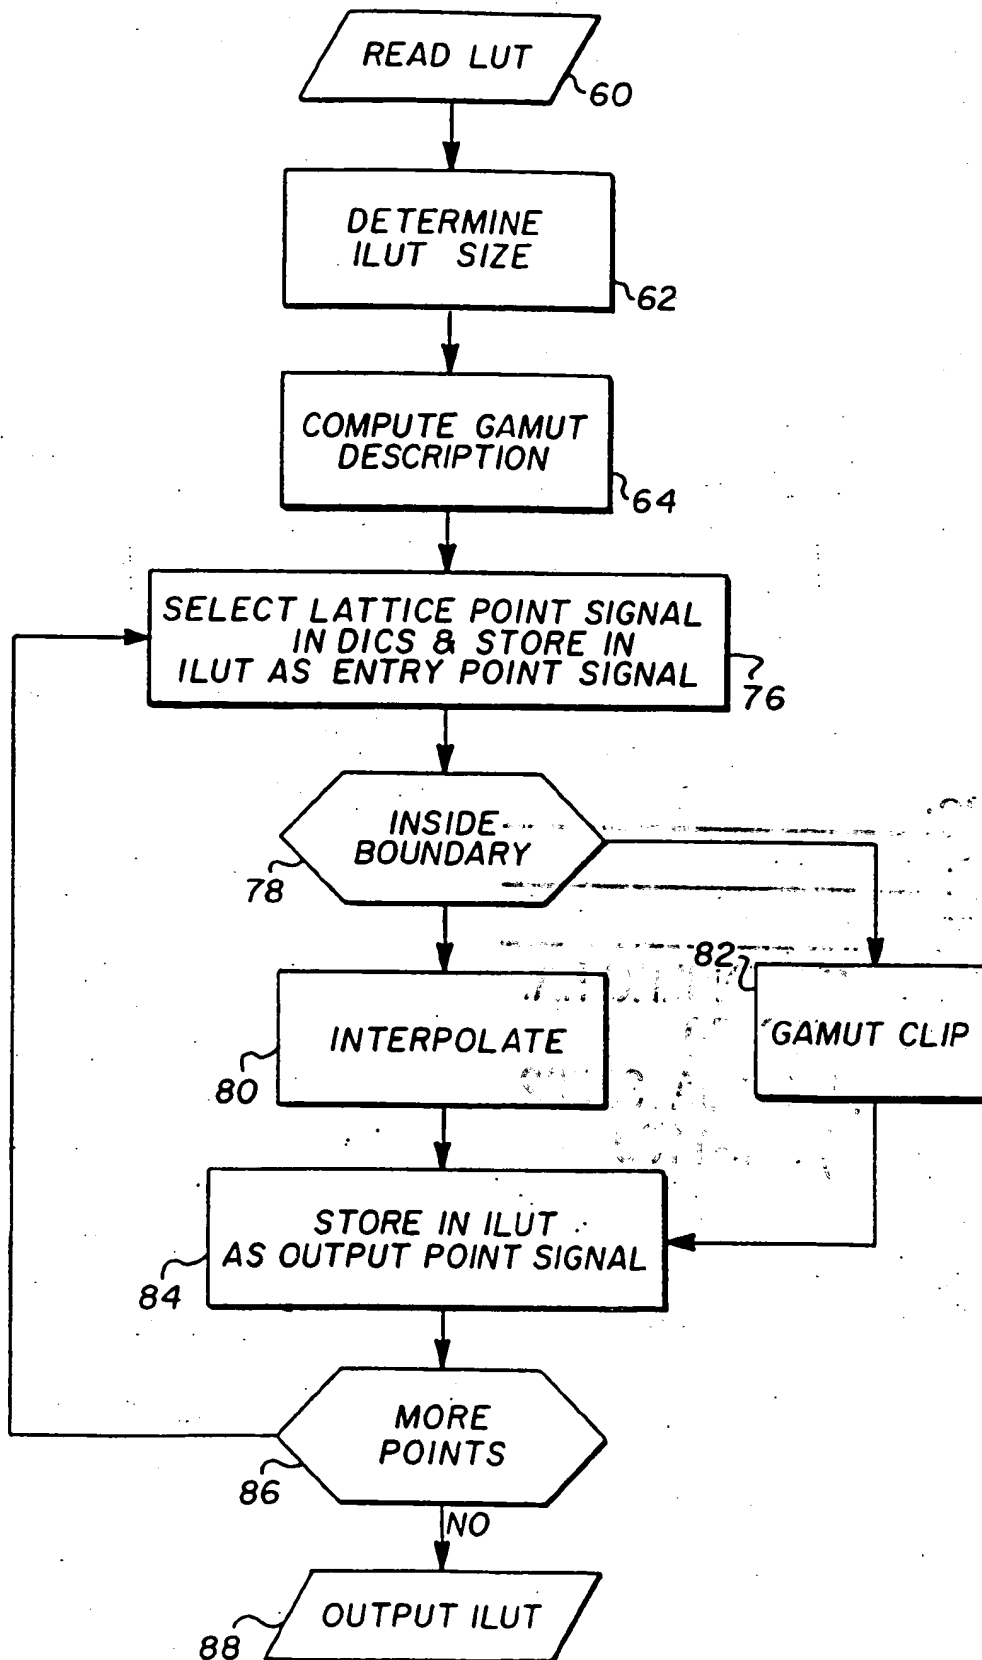 READ LUT
60
DETERMINE
ILUT SIZE
62
COMPUTE GAMUT
DESCRIPTION
64
SELECT LATTICE POINT SIGNAL
IN DICS & STORE IN
ILUT AS ENTRY POINT SIGNAL
76
INSIDE
BOUNDARY
78
82
INTERPOLATE
80
GAMUT CLIP
STORE IN ILUT
AS OUTPUT POINT SIGNAL
84
MORE
POINTS
86
NO
OUTPUT ILUT
88